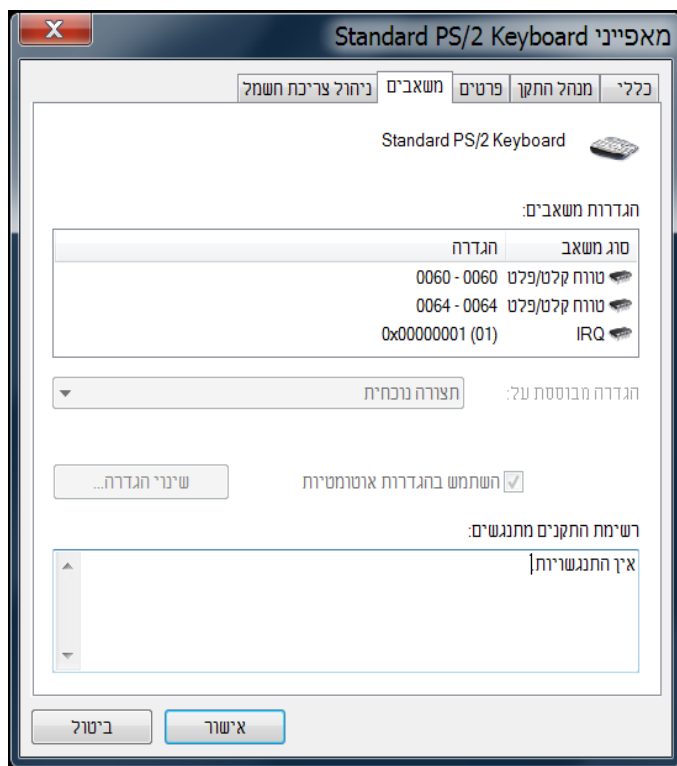 מאפייני Standard PS/2 Keyboard
X
כללי מנהל התקן פרטים משאבים ניהול צריכת חשמל
Standard PS/2 Keyboard
הגדרות משאבים:
סוג משאב הגדרה
טווח קלט/פלט 0060 - 0060
טווח קלט/פלט 0064 - 0064
IRQ 0x00000001 (01)
הגדרה מבוססת על: תצורה נוכחית
השתמש בהגדרות אוטומטיות שינוי הגדרה...
רשימת התקנים מתנגשים:
אין התנגשויות.
אישור ביטול